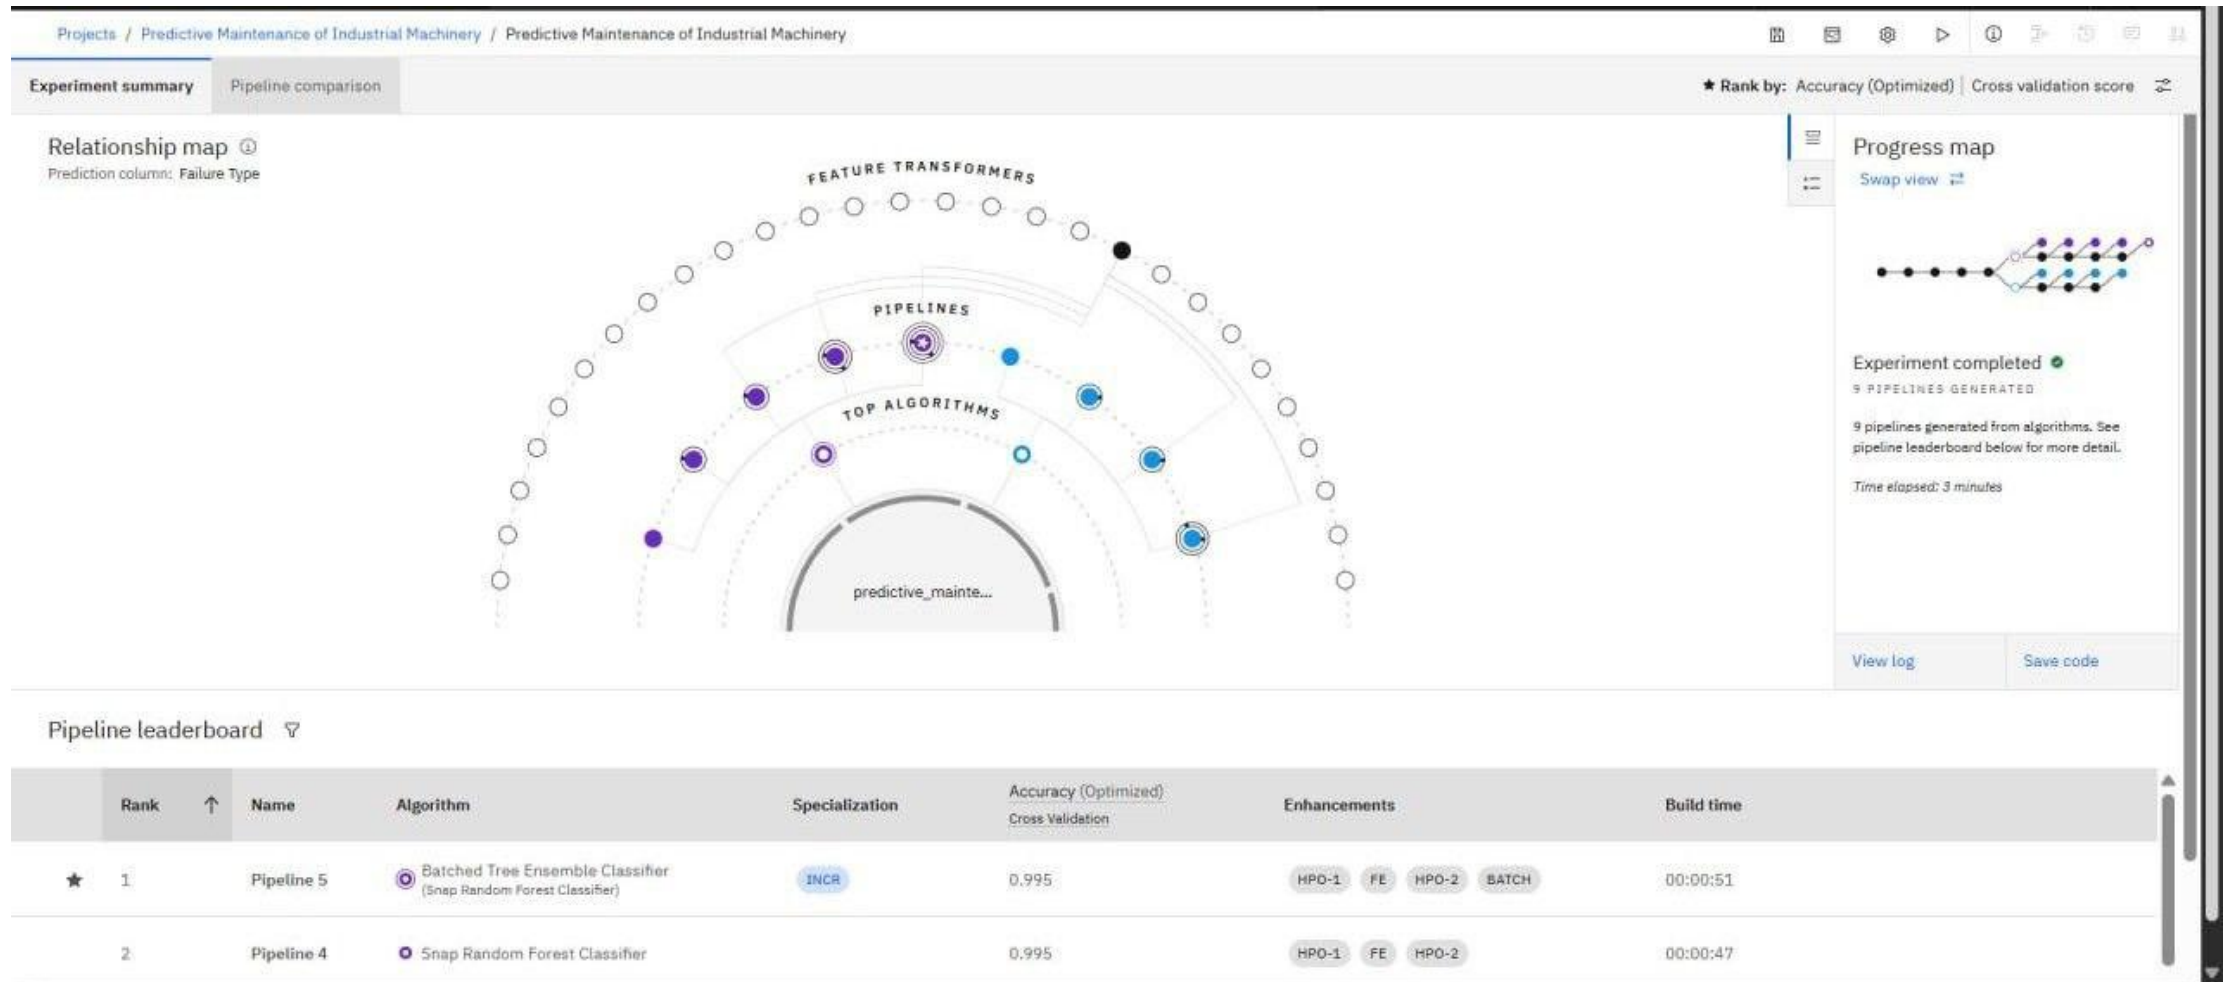 Projects / Predictive Maintenance of Industrial Machinery / Predictive Maintenance of Industrial Machinery
Experiment summary
Pipeline comparison
★ Rank by: Accuracy (Optimized) | Cross validation score
Relationship map
Prediction column: Failure Type
FEATURE TRANSFORMERS
PIPELINES
TOP ALGORITHMS
predictive_mainte...
Progress map
Swap view
Experiment completed
9 PIPELINES GENERATED
9 pipelines generated from algorithms. See
pipeline leaderboard below for more detail.
Time elapsed: 3 minutes
View log
Save code
Pipeline leaderboard
Rank ↑ Name Algorithm Specialization Accuracy (Optimized) Enhancements Build time
Cross Validation
★ 1 Pipeline 5 Batched Tree Ensemble Classifier INCR 0.995 HPO-1 FE HPO-2 BATCH 00:00:51
(Snap Random Forest Classifier)
2 Pipeline 4 Snap Random Forest Classifier 0.995 HPO-1 FE HPO-2 00:00:47